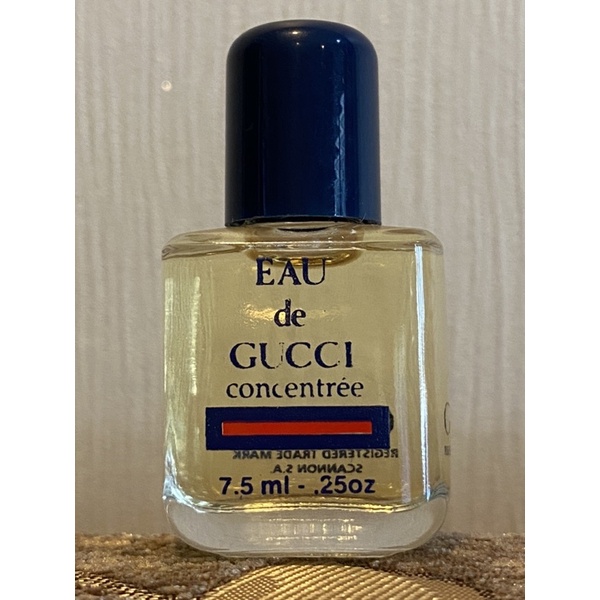 EAU
de
GUCCI
concentrée
REGISTERED TRADE MARK
SCANNON S.A.
7.5 ml - .25oz